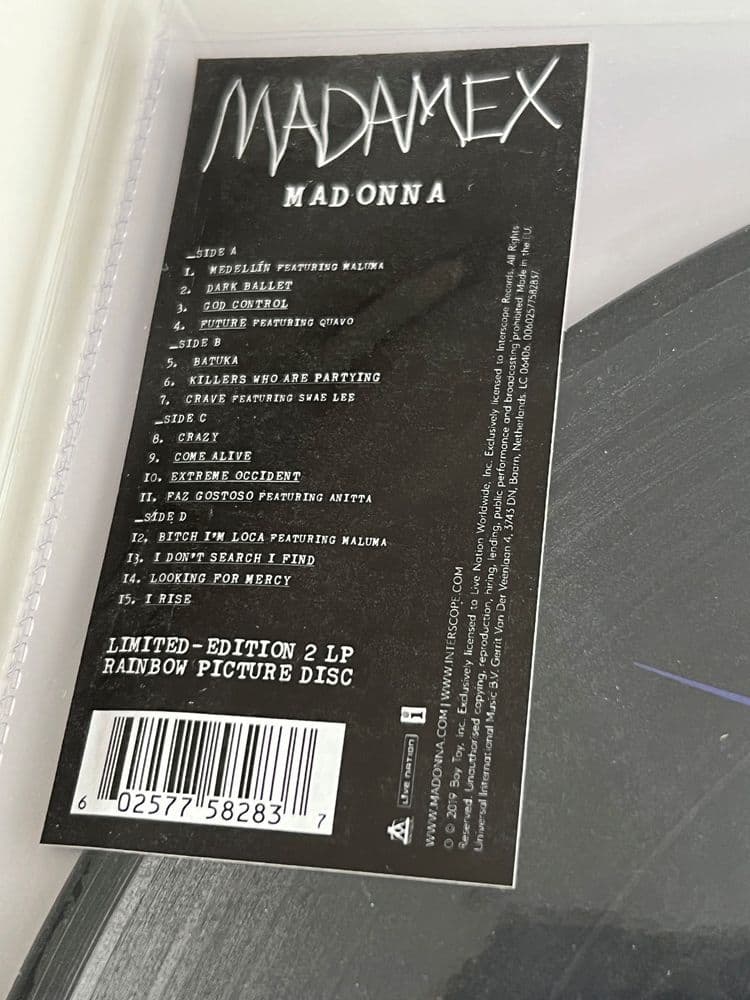 MADAMEX
MADONNA
_SIDE A
1. MEDELLÍN FEATURING MALUMA
2. DARK BALLET
3. GOD CONTROL
4. FUTURE FEATURING QUAVO
_SIDE B
5. BATUKA
6. KILLERS WHO ARE PARTYING
7. CRAVE FEATURING SWAE LEE
_SIDE C
8. CRAZY
9. COME ALIVE
10. EXTREME OCCIDENT
11. FAZ GOSTOSO FEATURING ANITTA
_SIDE D
12. BITCH I'M LOCA FEATURING MALUMA
13. I DON'T SEARCH I FIND
14. LOOKING FOR MERCY
15. I RISE
LIMITED-EDITION 2 LP
RAINBOW PICTURE DISC
6 02577 58283 7
i
LIVE NATION
WWW.MADONNA.COM | WWW.INTERSCOPE.COM
℗ © 2019 Boy Toy, Inc. Exclusively licensed to Live Nation Worldwide, Inc. Exclusively licensed to Interscope Records. All Rights
Reserved. Unauthorised copying, reproduction, hiring, lending, public performance and broadcasting prohibited. Made in the EU.
Universal International Music B.V. Gerrit Van Der Veenlaan 4, 3743 DN, Baarn, Netherlands. LC 06406. 00602577582837.